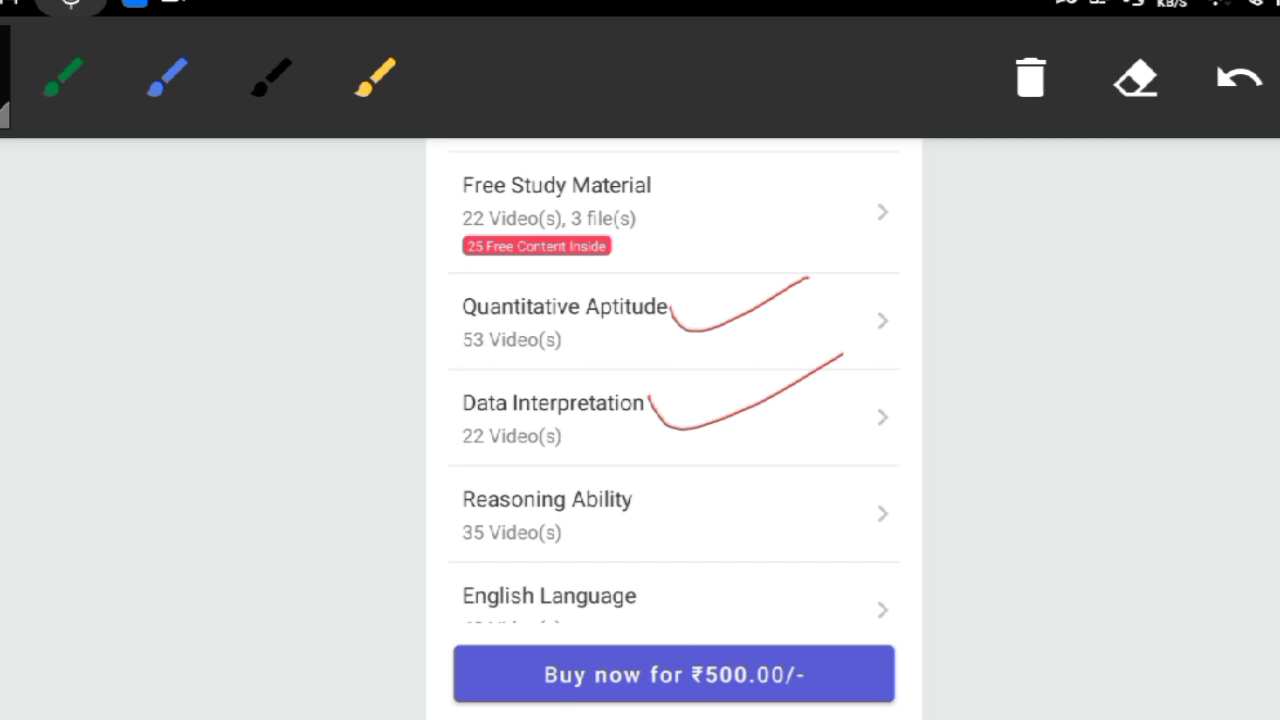 KB/S
Free Study Material
22 Video(s), 3 file(s)
25 Free Content Inside
Quantitative Aptitude
53 Video(s)
Data Interpretation
22 Video(s)
Reasoning Ability
35 Video(s)
English Language
Buy now for ₹500.00/-